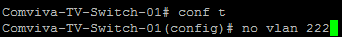 Comviva-TV-Switch-01# conf t
Comviva-TV-Switch-01(config)# no vlan 222